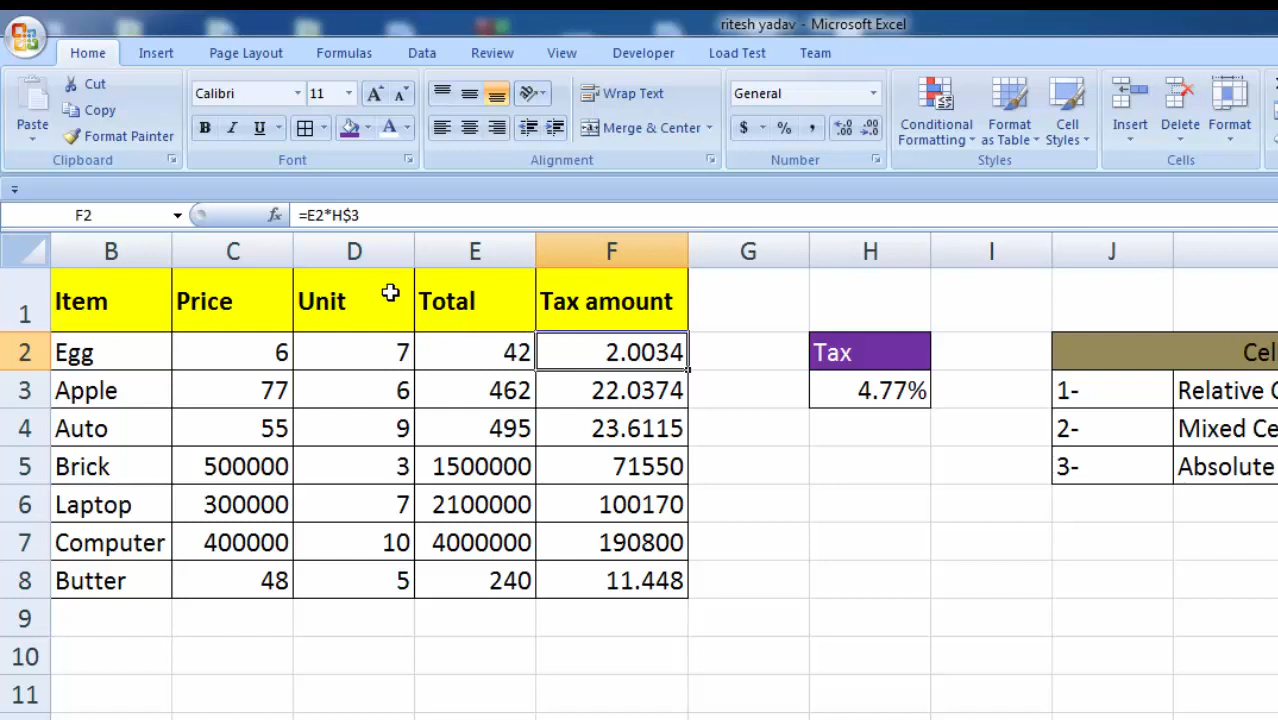 ritesh yadav - Microsoft Excel
Home Insert Page Layout Formulas Data Review View Developer Load Test Team
Paste Cut Copy Format Painter Clipboard
Calibri 11 B I U A A A Font
Wrap Text Merge & Center Alignment
General $ % , .00 .0 .00 Number
Conditional Formatting Format as Table Cell Styles Styles
Insert Delete Format Cells
F2 fx =E2*H$3
B C D E F G H I J
1 Item Price Unit Total Tax amount
2 Egg 6 7 42 2.0034 Tax
3 Apple 77 6 462 22.0374 4.77% 1- Relative
4 Auto 55 9 495 23.6115 2- Mixed
5 Brick 500000 3 1500000 71550 3- Absolute
6 Laptop 300000 7 2100000 100170
7 Computer 400000 10 4000000 190800
8 Butter 48 5 240 11.448
9
10
11